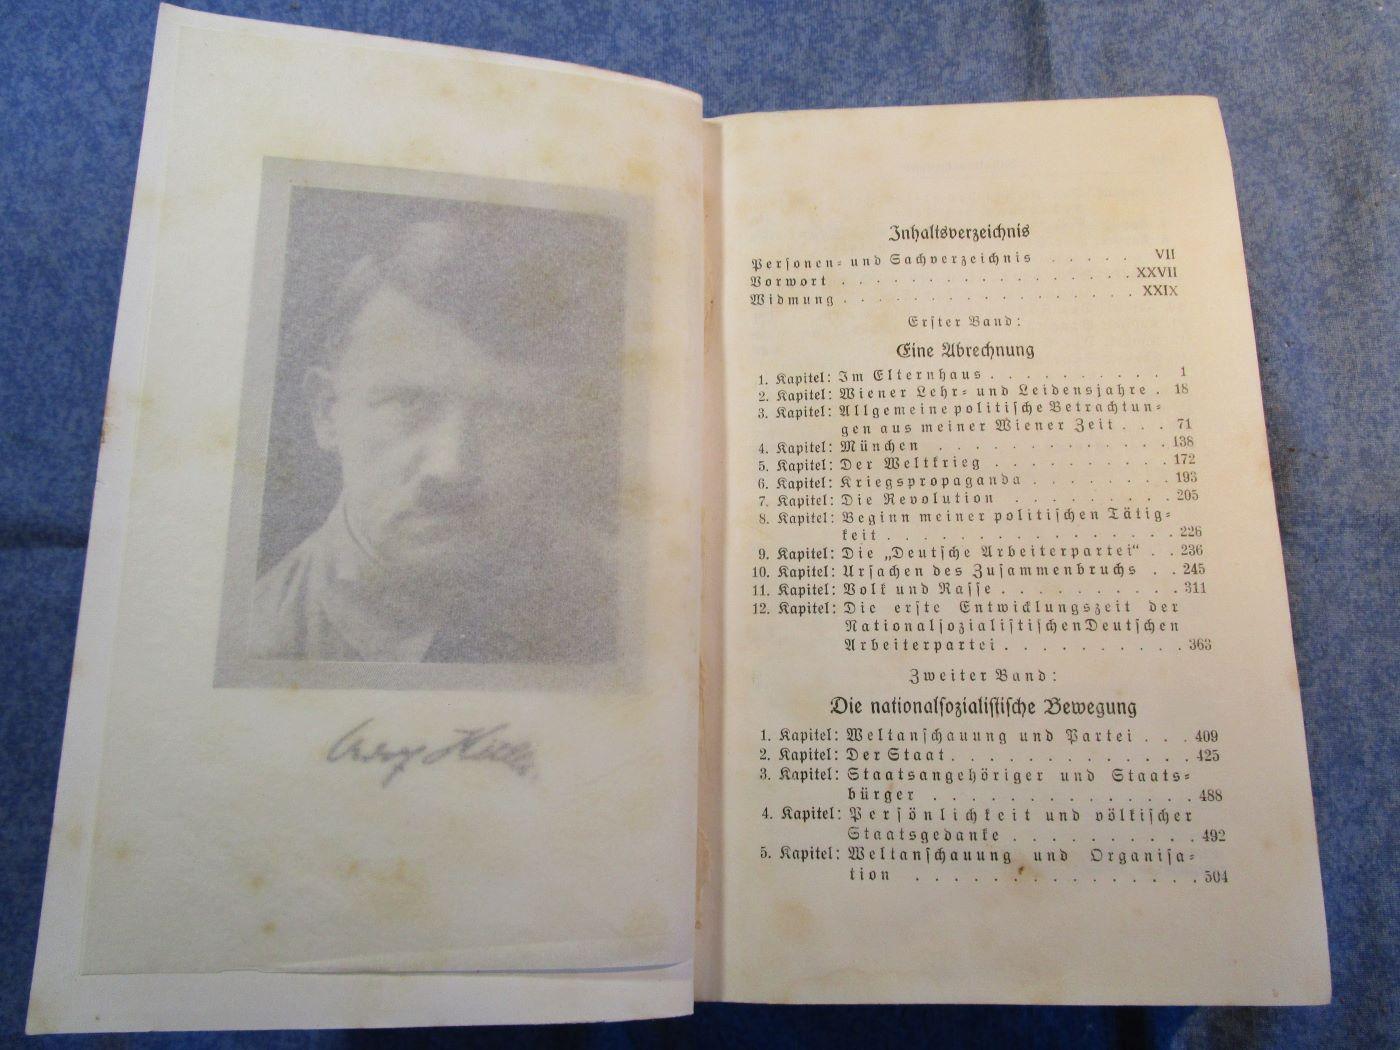 Inhaltsverzeichnis
Personen- und Sachverzeichnis . . . . . VII
Vorwort . . . . . . . . . . . . . . . . . XXVII
Widmung . . . . . . . . . . . . . . . . . XXIX
Erster Band:
Eine Abrechnung
1. Kapitel: Im Elternhaus . . . . . . . . . . 1
2. Kapitel: Wiener Lehr- und Leidensjahre . 18
3. Kapitel: Allgemeine politische Betrachtun-
gen aus meiner Wiener Zeit . . . 71
4. Kapitel: München . . . . . . . . . . . . 138
5. Kapitel: Der Weltkrieg . . . . . . . . . . 172
6. Kapitel: Kriegspropaganda . . . . . . . . 193
7. Kapitel: Die Revolution . . . . . . . . . 205
8. Kapitel: Beginn meiner politischen Tätig-
keit . . . . . . . . . . . . . . . . 226
9. Kapitel: Die „Deutsche Arbeiterpartei“ . . 236
10. Kapitel: Ursachen des Zusammenbruchs . . 245
11. Kapitel: Volk und Rasse . . . . . . . . . . 311
12. Kapitel: Die erste Entwicklungszeit der
Nationalsozialistischen Deutschen
Arbeiterpartei . . . . . . . . . . 363
Zweiter Band:
Die nationalsozialistische Bewegung
1. Kapitel: Weltanschauung und Partei . . . 409
2. Kapitel: Der Staat . . . . . . . . . . . . . 425
3. Kapitel: Staatsangehöriger und Staats-
bürger . . . . . . . . . . . . . . 488
4. Kapitel: Persönlichkeit und völkischer
Staatsgedanke . . . . . . . . . . 492
5. Kapitel: Weltanschauung und Organisa-
tion . . . . . . . . . . . . . . . 504